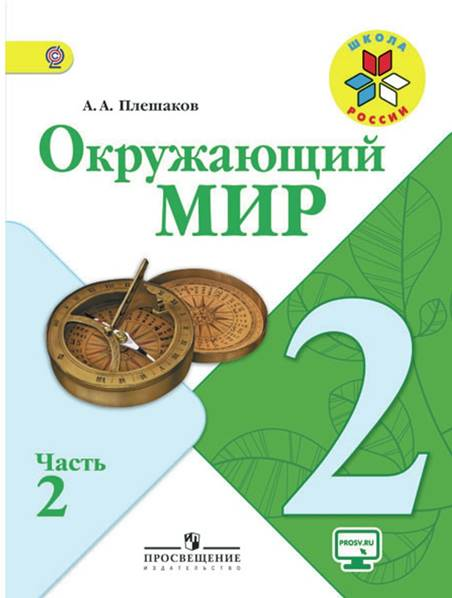 ШКОЛА
РОССИИ
А. А. Плешаков
Окружающий
МИР
2
Часть
2
ПРОСВЕЩЕНИЕ
ИЗДАТЕЛЬСТВО
PROSV.RU